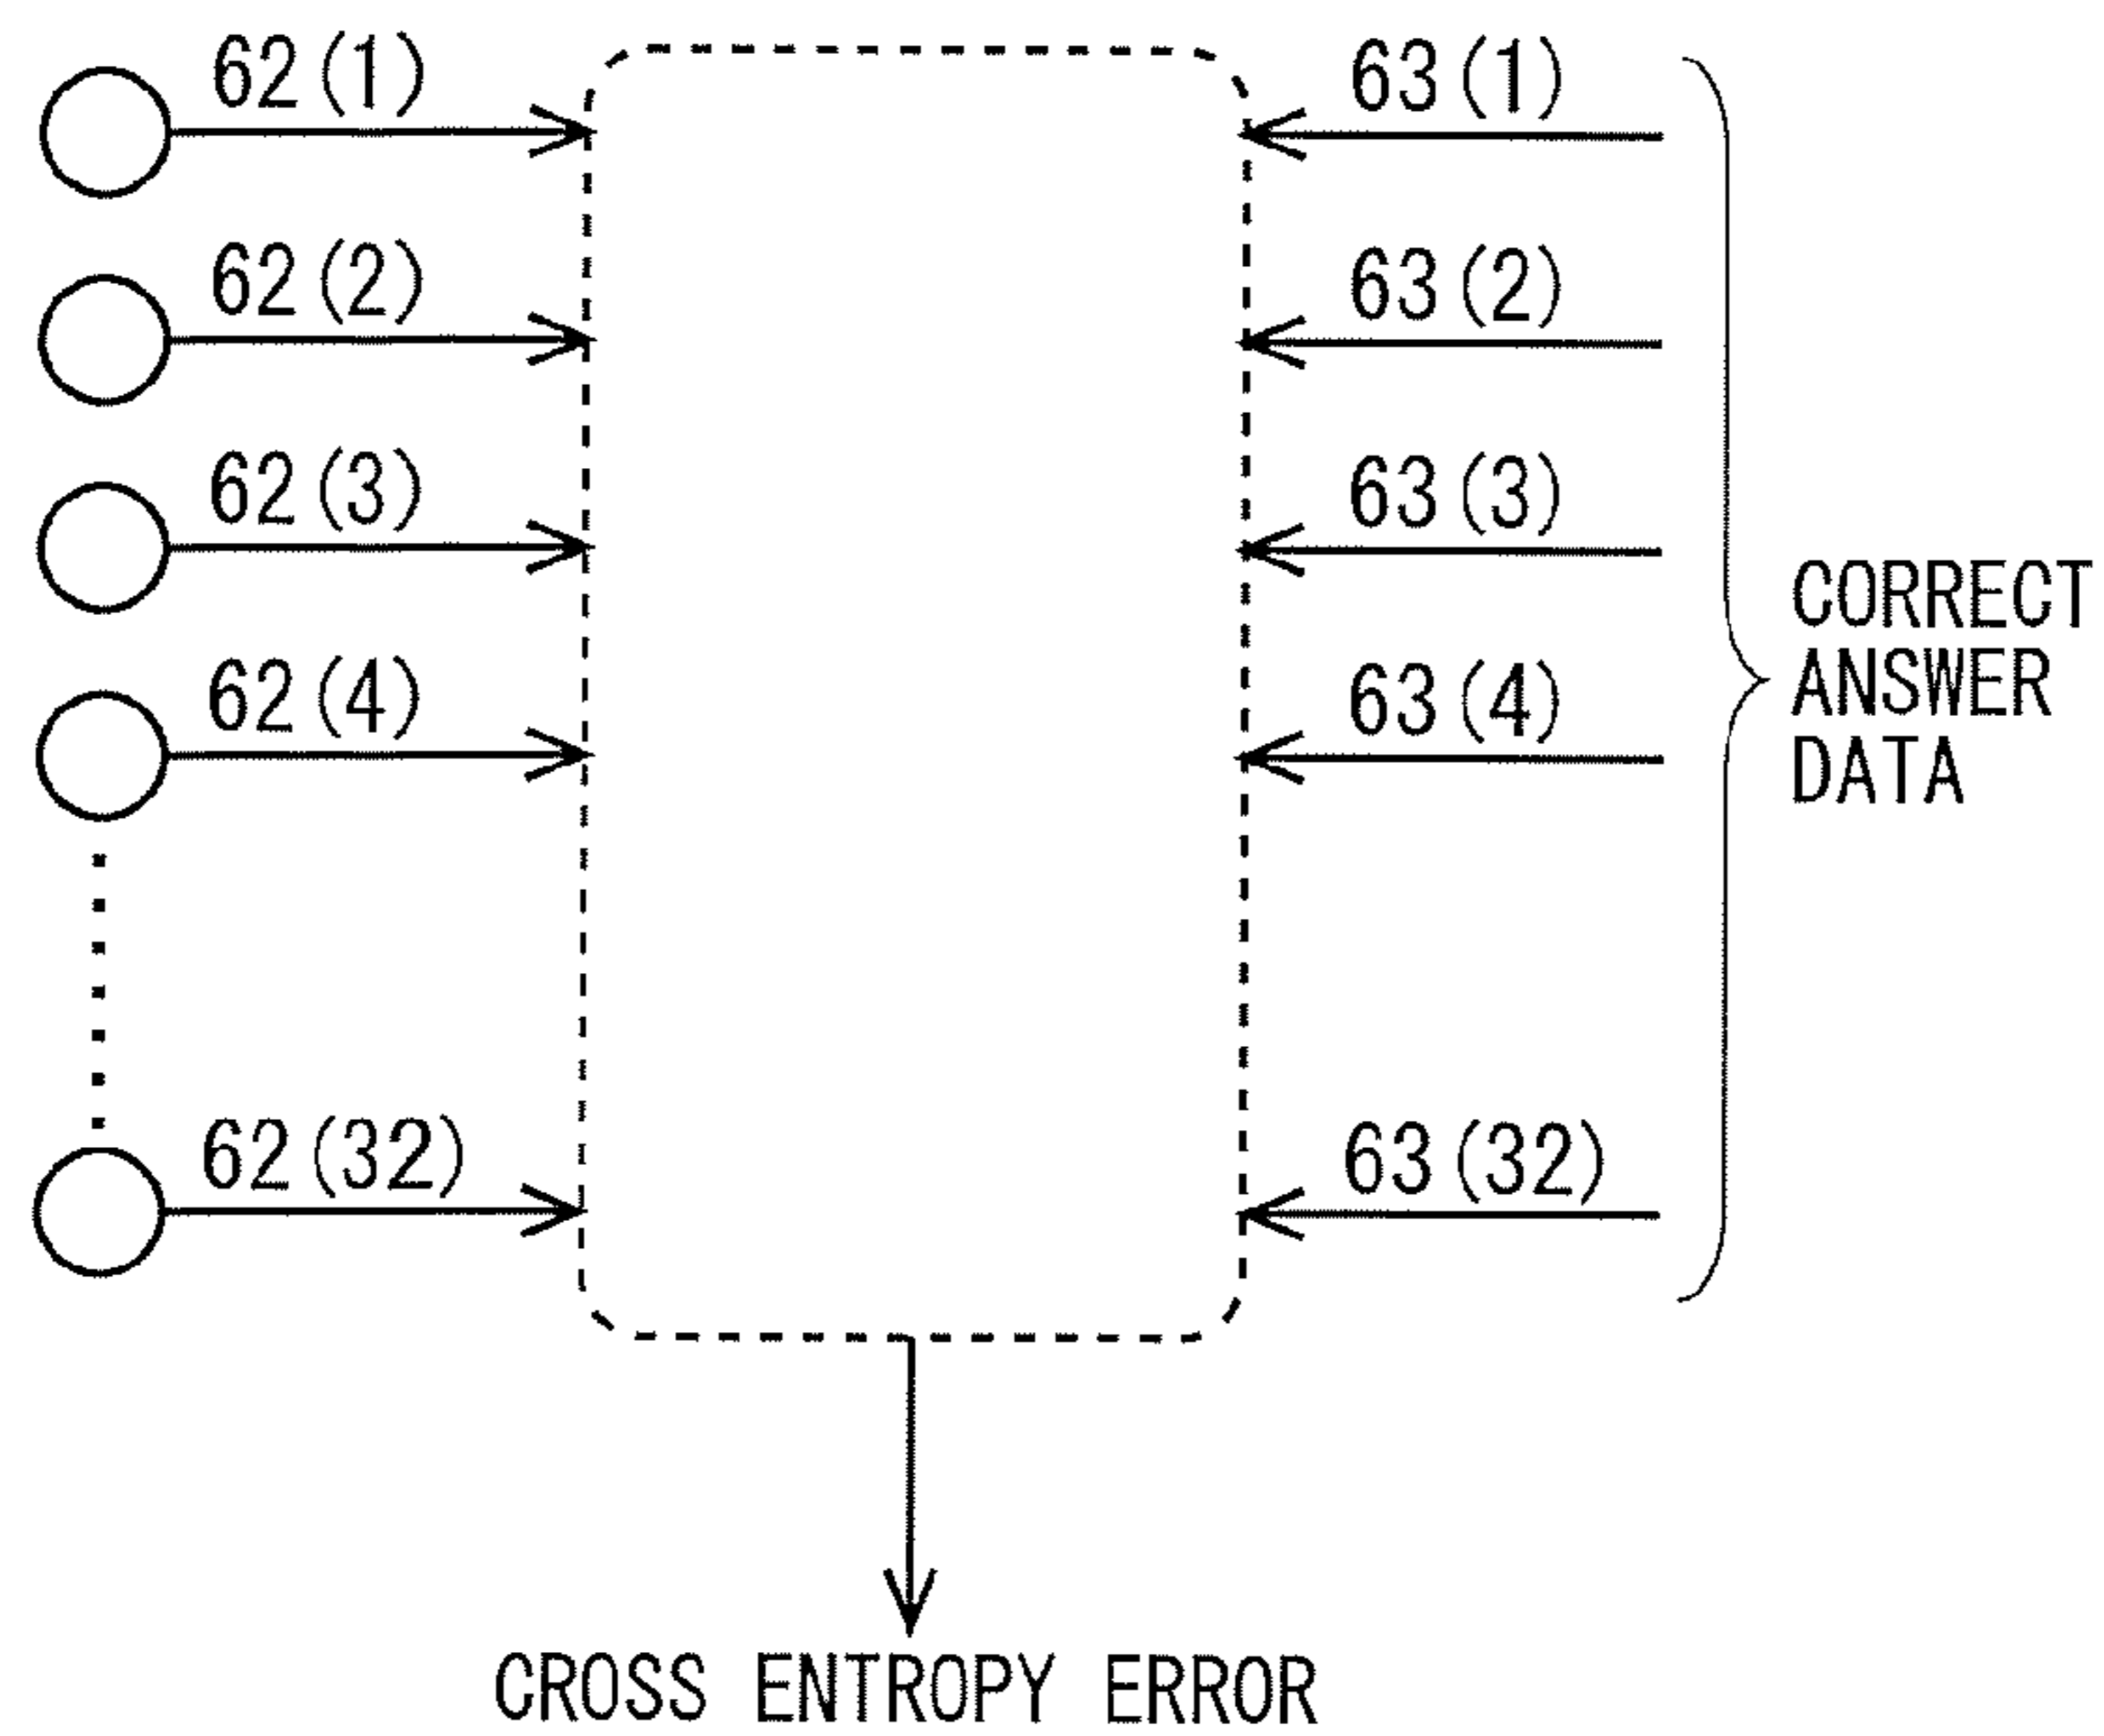 62(1)
63(1)
62(2)
63(2)
62(3)
63(3)
62(4)
63(4)
CORRECT
ANSWER
DATA
62(32)
63(32)
CROSS ENTROPY ERROR